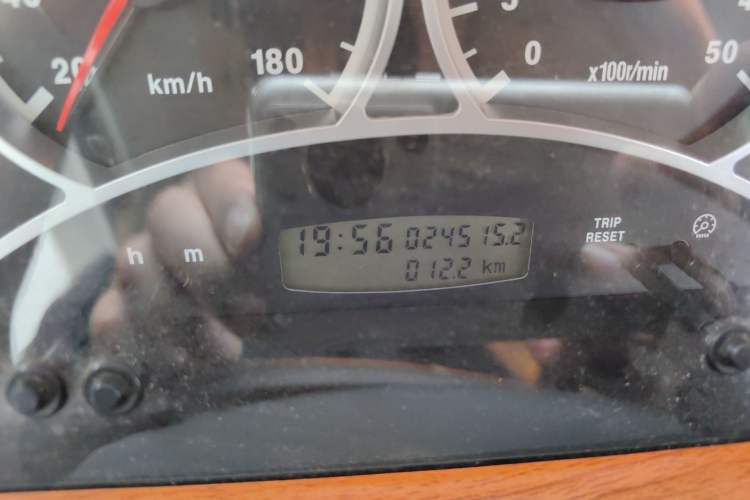 20 km/h 180 0 x100r/min 50
19:56 024515.2
012.2 km
h m
TRIP
RESET